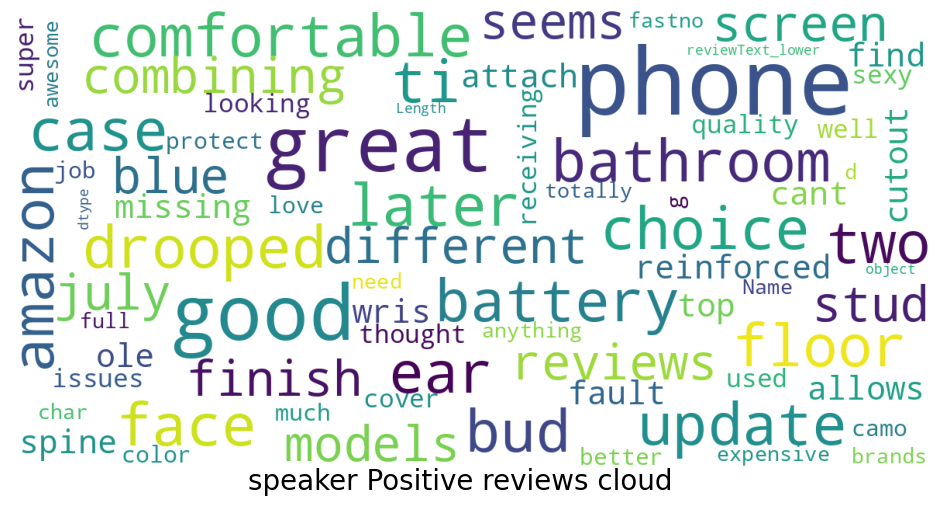 super
awesome
comfortable
seems
fastno
screen
reviewText_lower
find
combining
ti
attach
phone
sexy
looking
Length
receiving
quality
well
cutout
case
protect
great
bathroom
d
amazon
job
blue
totally
cant
dtype
missing
love
later
g
choice
two
drooped
different
reinforced
object
july
need
battery
Name
good
wris
top
stud
full
thought
anything
floor
ole
finish
ear
reviews
issues
used
allows
cover
fault
char
face
much
bud
update
camo
spine
color
models
better
expensive
brands
speaker Positive reviews cloud